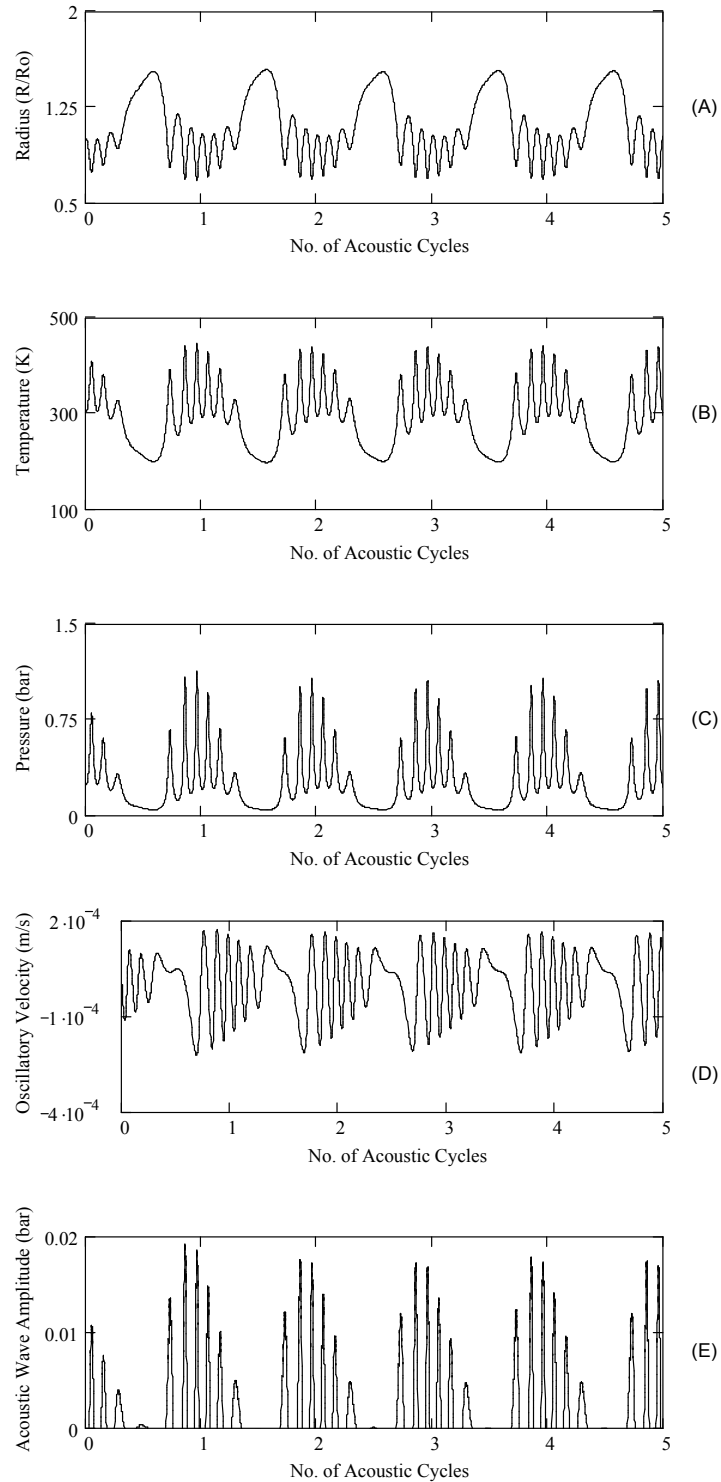 2
1.25
0.5
Radius (R/Ro)
0 1 2 3 4 5
No. of Acoustic Cycles
(A)
500
300
100
Temperature (K)
0 1 2 3 4 5
No. of Acoustic Cycles
(B)
1.5
0.75
0
Pressure (bar)
0 1 2 3 4 5
No. of Acoustic Cycles
(C)
2·10⁻⁴
−1·10⁻⁴
−4·10⁻⁴
Oscillatory Velocity (m/s)
0 1 2 3 4 5
No. of Acoustic Cycles
(D)
0.02
0.01
0
Acoustic Wave Amplitude (bar)
0 1 2 3 4 5
No. of Acoustic Cycles
(E)